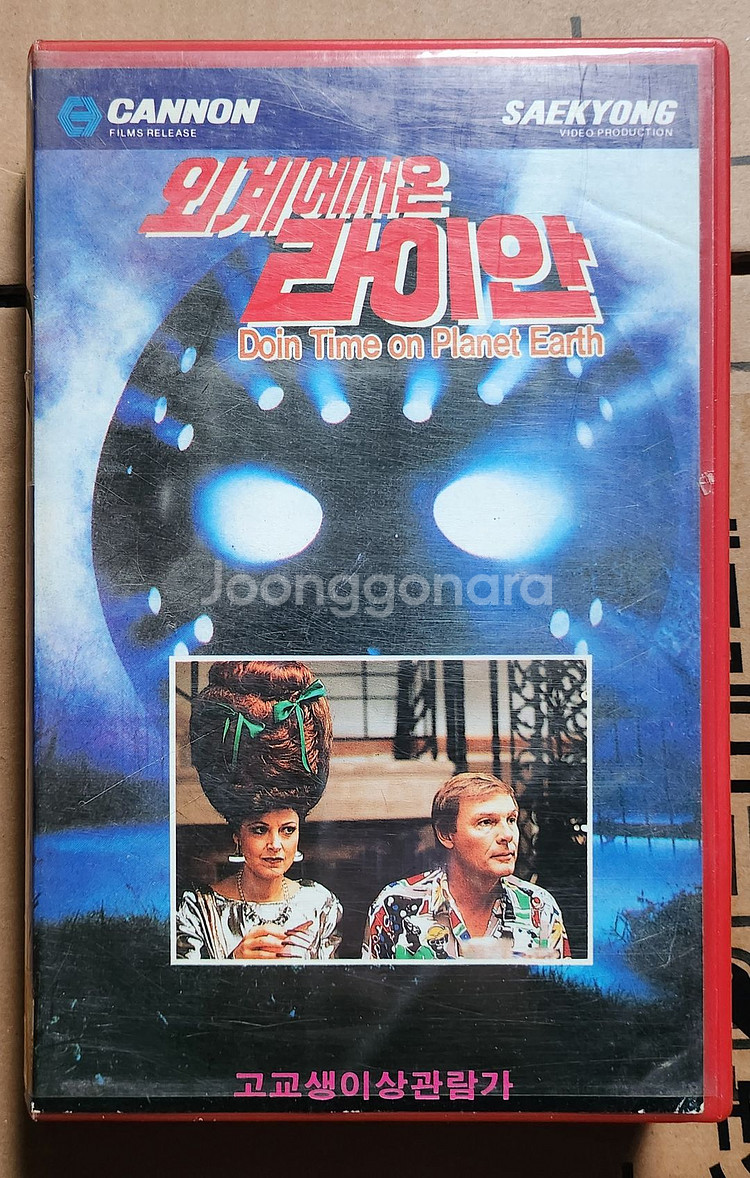 CANNON
FILMS RELEASE
SAEKYONG
VIDEO PRODUCTION
외계에서온
라이안
Doin Time on Planet Earth
Joonggonara
고교생이상관람가